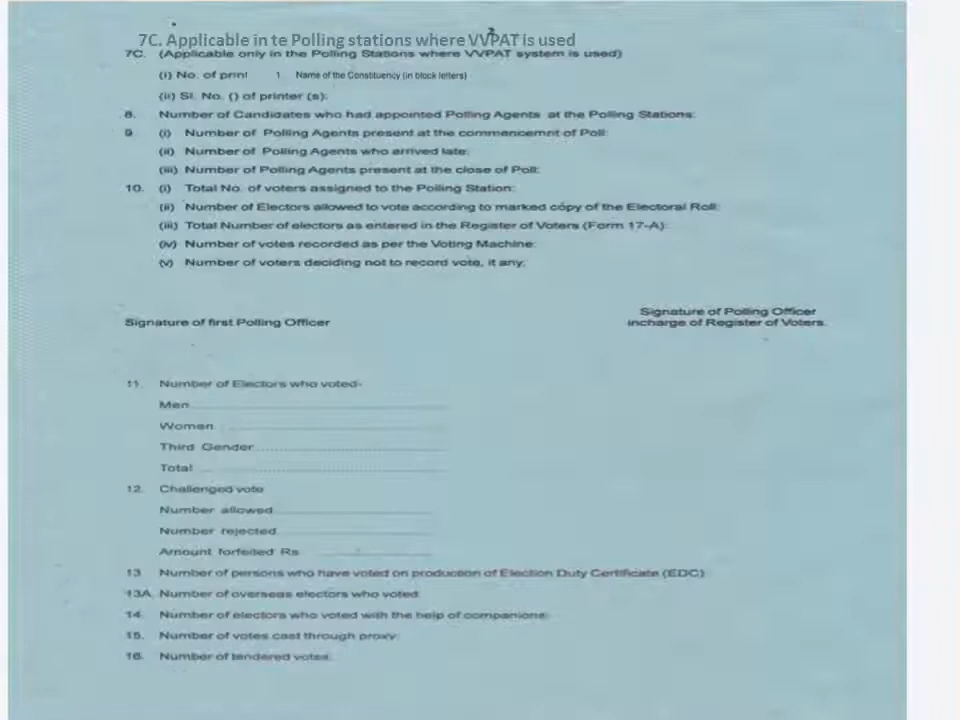 7C. Applicable in te Polling stations where VVPAT is used
7C. (Applicable only in the Polling Stations where VVPAT system is used)
(i) No. of print 1 Name of the Constituency (in block letters)
(ii) Sl. No. () of printer (s):
8. Number of Candidates who had appointed Polling Agents at the Polling Stations:
9 (i) Number of Polling Agents present at the commencemnt of Poll:
(ii) Number of Polling Agents who arrived late:
(iii) Number of Polling Agents present at the close of Poll:
10. (i) Total No. of voters assigned to the Polling Station:
(ii) Number of Electors allowed to vote according to marked copy of the Electoral Roll:
(iii) Total Number of electors as entered in the Register of Voters (Form 17-A):
(iv) Number of votes recorded as per the Voting Machine:
(v) Number of voters deciding not to record vote, it any:
Signature of Polling Officer
Signature of first Polling Officer incharge of Register of Voters.
11. Number of Electors who voted-
Men
Women
Third Gender
Total
12. Challenged vote
Number allowed
Number rejected
Amount forfeited Rs
13. Number of persons who have voted on production of Election Duty Certificate (EDC)
13A. Number of overseas electors who voted:
14. Number of electors who voted with the help of companions:
15. Number of votes cast through proxy:
16. Number of tendered votes: